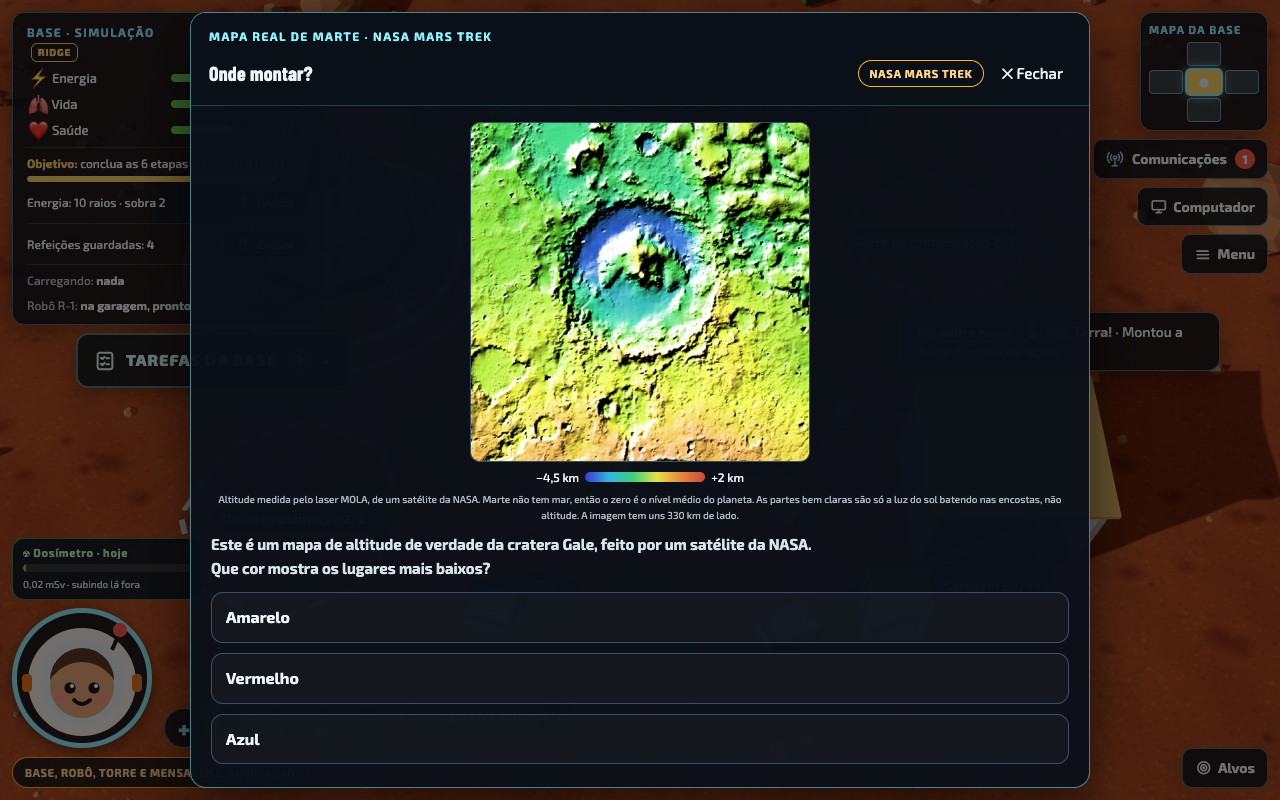 BASE · SIMULAÇÃO
RIDGE
Energia
Vida
Saúde
Objetivo: conclua as 6 etapas
Energia: 10 raios · sobra 2
Refeições guardadas: 4
Carregando: nada
Robô R-1: na garagem, pronto
TAREFAS DA BASE
Dosímetro · hoje
0,02 mSv · subindo lá fora
BASE, ROBÔ, TORRE E MENSA
MAPA REAL DE MARTE · NASA MARS TREK
Onde montar?
NASA MARS TREK
Fechar
−4,5 km
+2 km
Altitude medida pelo laser MOLA, de um satélite da NASA. Marte não tem mar, então o zero é o nível médio do planeta. As partes bem claras são só a luz do sol batendo nas encostas, não
altitude. A imagem tem uns 330 km de lado.
Este é um mapa de altitude de verdade da cratera Gale, feito por um satélite da NASA.
Que cor mostra os lugares mais baixos?
Amarelo
Vermelho
Azul
MAPA DA BASE
Comunicações 1
Computador
Menu
rra! · Montou a
Alvos